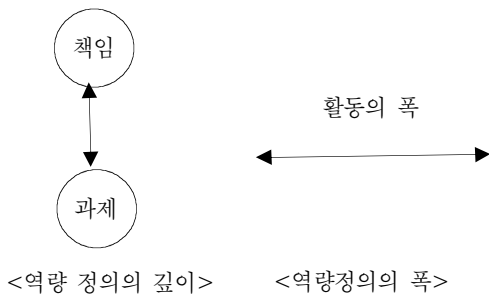 책임
활동의 폭
과제
<역량 정의의 깊이>
<역량정의의 폭>